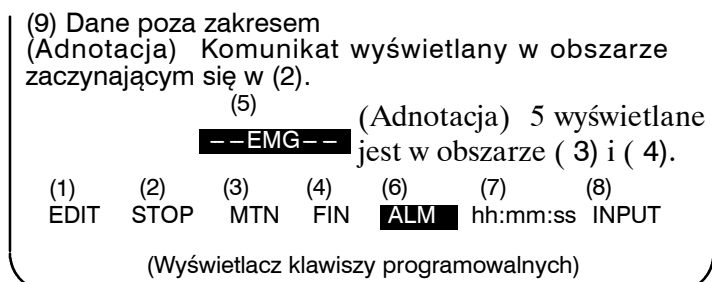 (9) Dane poza zakresem
(Adnotacja) Komunikat wyświetlany w obszarze
zaczynającym się w (2).
(5)
−−EMG−−
(Adnotacja) 5 wyświetlane
jest w obszarze ( 3) i ( 4).
(1) (2) (3) (4) (6) (7) (8)
EDIT STOP MTN FIN ALM hh:mm:ss INPUT
(Wyświetlacz klawiszy programowalnych)